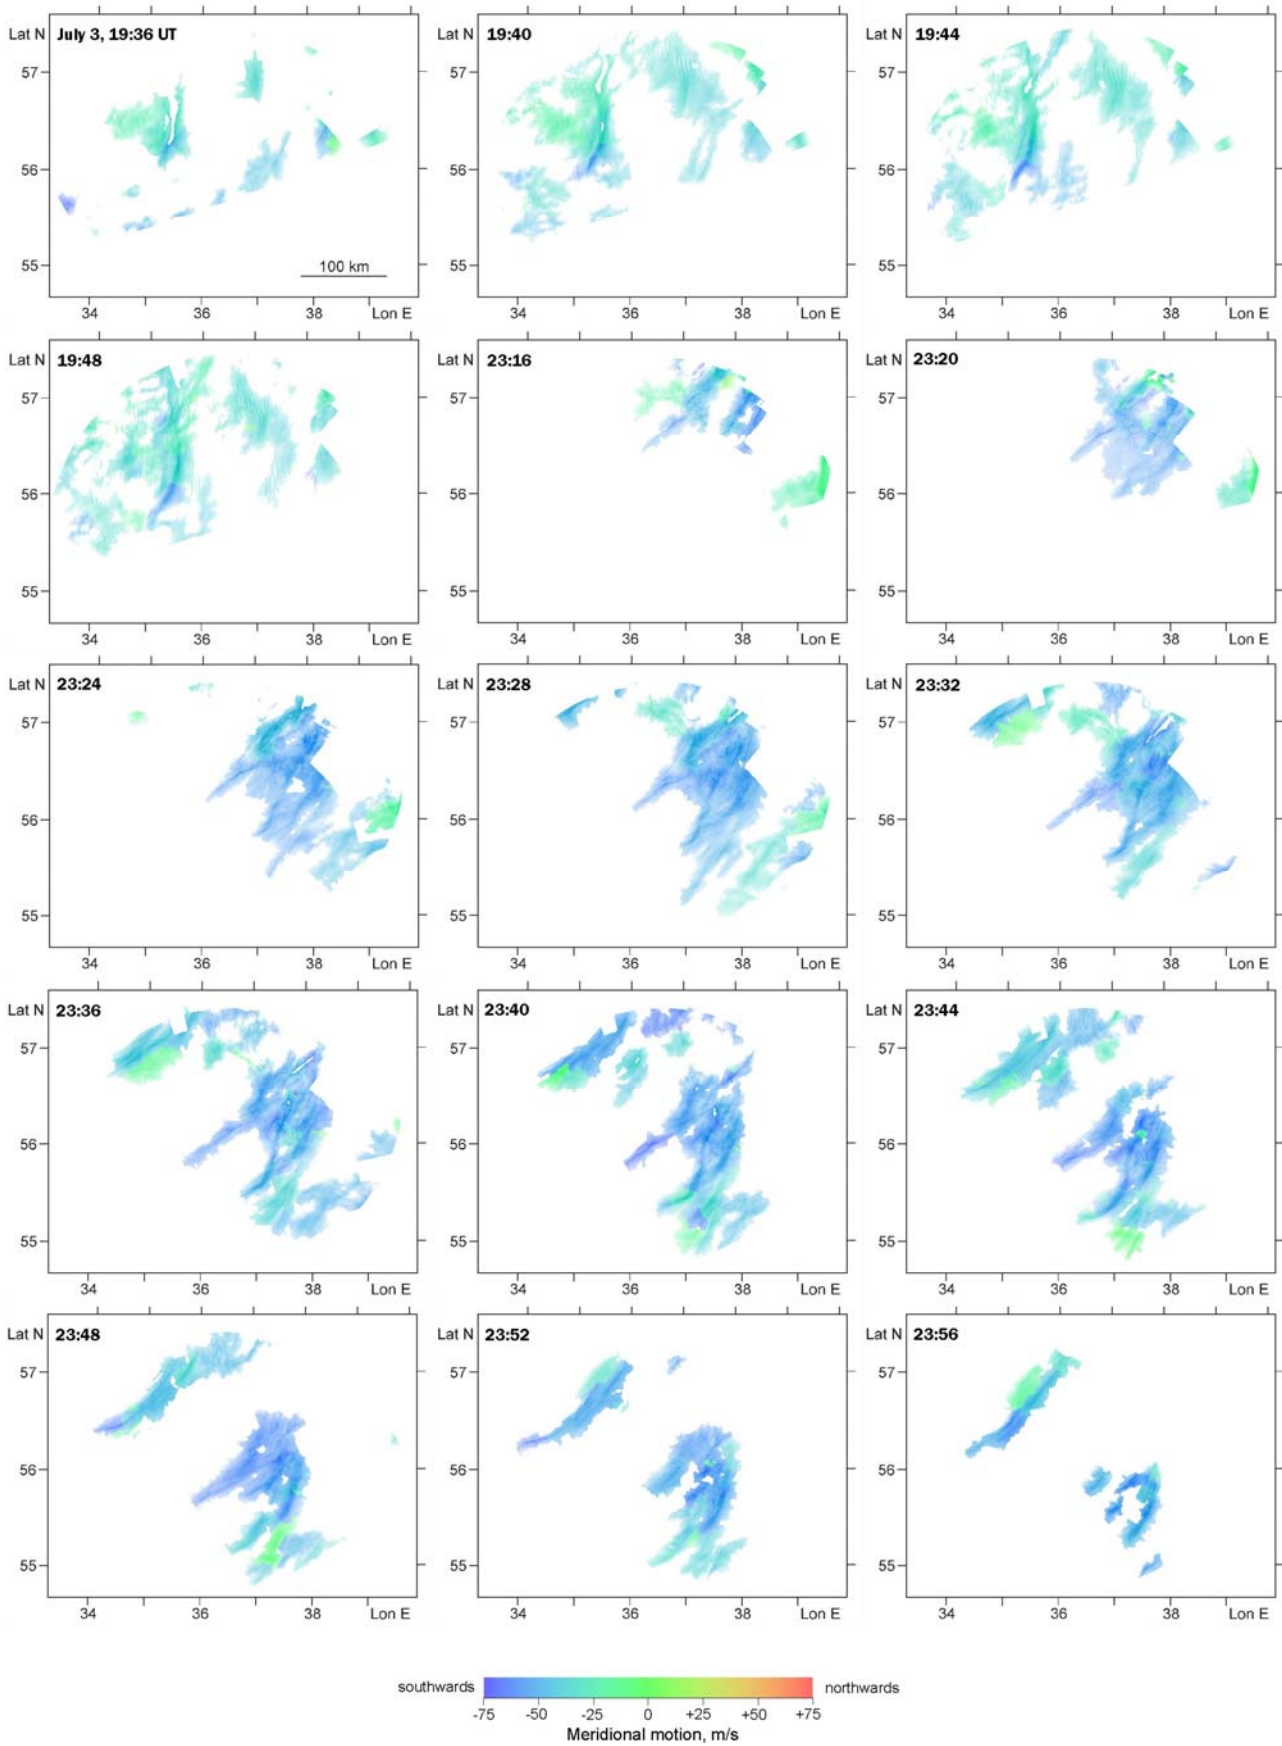 Lat N July 3, 19:36 UT
57
56
55
100 km
34 36 38 Lon E
Lat N 19:40
57
56
55
34 36 38 Lon E
Lat N 19:44
57
56
55
34 36 38 Lon E
Lat N 19:48
57
56
55
34 36 38 Lon E
Lat N 23:16
57
56
55
34 36 38 Lon E
Lat N 23:20
57
56
55
34 36 38 Lon E
Lat N 23:24
57
56
55
34 36 38 Lon E
Lat N 23:28
57
56
55
34 36 38 Lon E
Lat N 23:32
57
56
55
34 36 38 Lon E
Lat N 23:36
57
56
55
34 36 38 Lon E
Lat N 23:40
57
56
55
34 36 38 Lon E
Lat N 23:44
57
56
55
34 36 38 Lon E
Lat N 23:48
57
56
55
34 36 38 Lon E
Lat N 23:52
57
56
55
34 36 38 Lon E
Lat N 23:56
57
56
55
34 36 38 Lon E
southwards northwards
-75 -50 -25 0 +25 +50 +75
Meridional motion, m/s